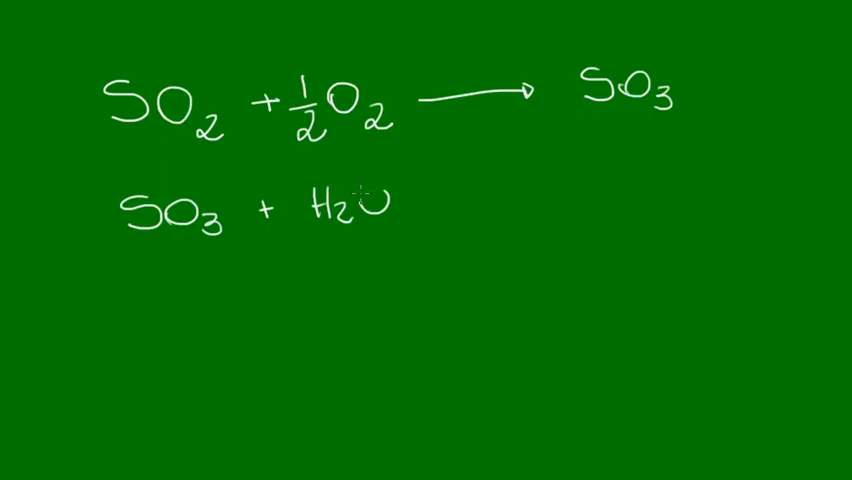 SO₂ + ½ O₂ → SO₃
SO₃ + H₂O